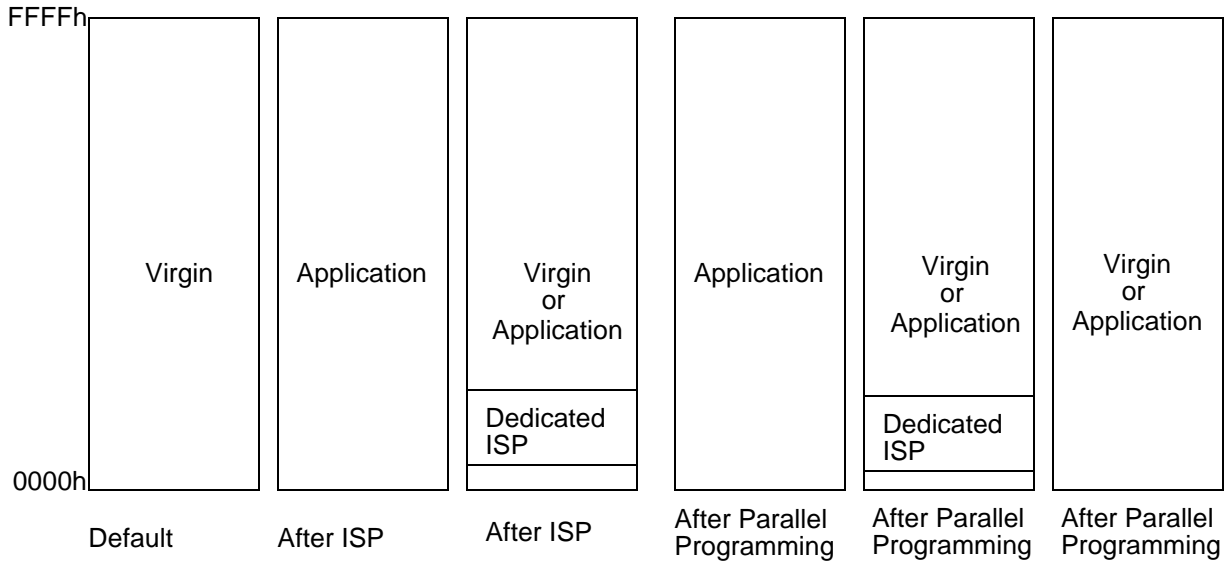 FFFFh
Virgin
Application
Virgin
or
Application
Dedicated
ISP
Application
Virgin
or
Application
Dedicated
ISP
Virgin
or
Application
0000h
Default
After ISP
After ISP
After Parallel
Programming
After Parallel
Programming
After Parallel
Programming